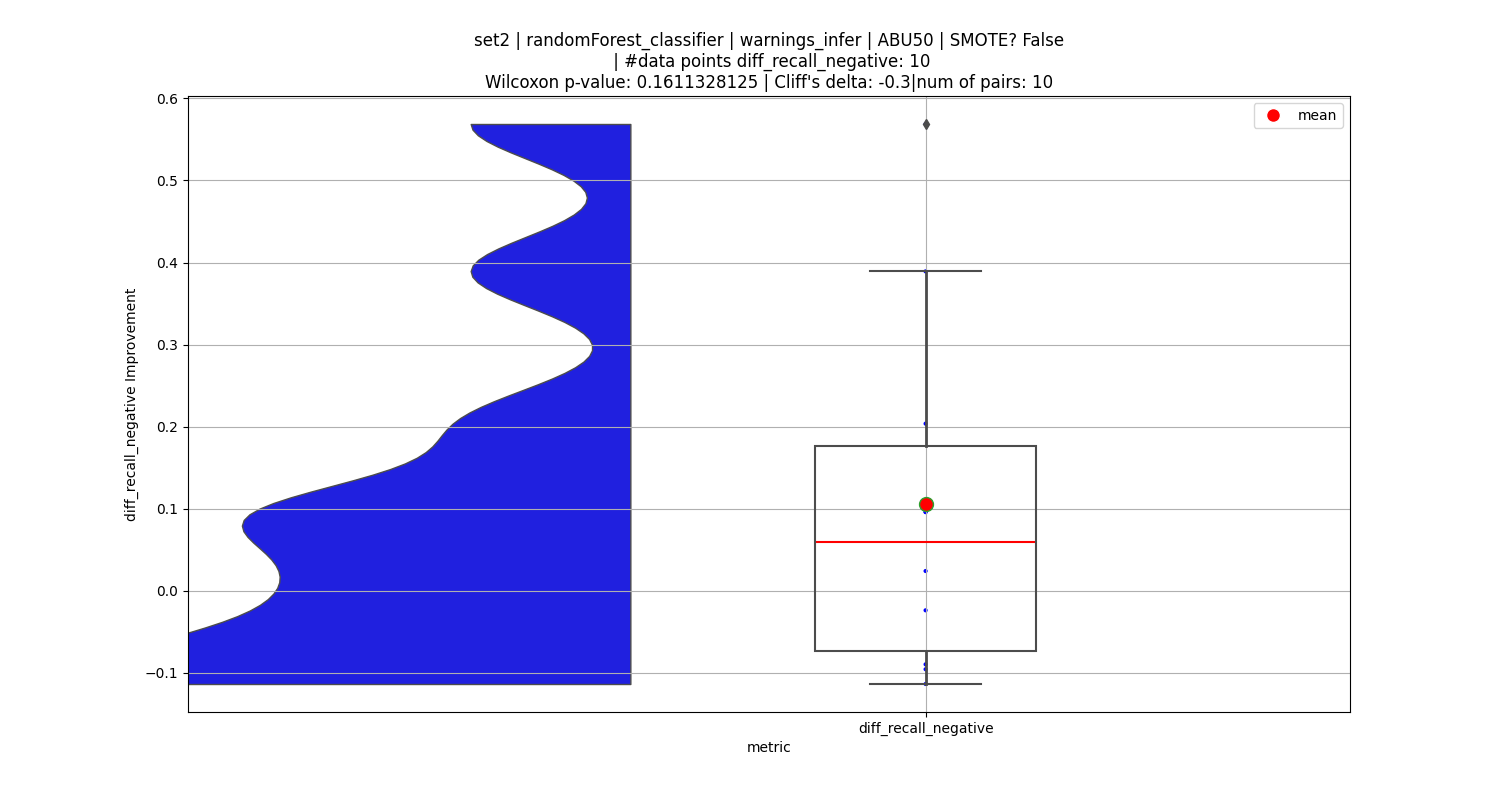 set2 | randomForest_classifier | warnings_infer | ABU50 | SMOTE? False
| #data points diff_recall_negative: 10
Wilcoxon p-value: 0.1611328125 | Cliff's delta: -0.3|num of pairs: 10
mean
0.6
0.5
0.4
0.3
0.2
0.1
0.0
−0.1
diff_recall_negative Improvement
diff_recall_negative
metric